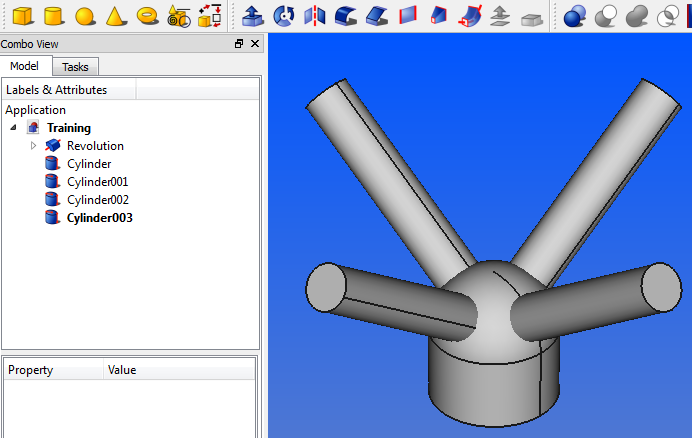 Combo View
Model
Tasks
Labels & Attributes
Application
Training
Revolution
Cylinder
Cylinder001
Cylinder002
Cylinder003
Property Value